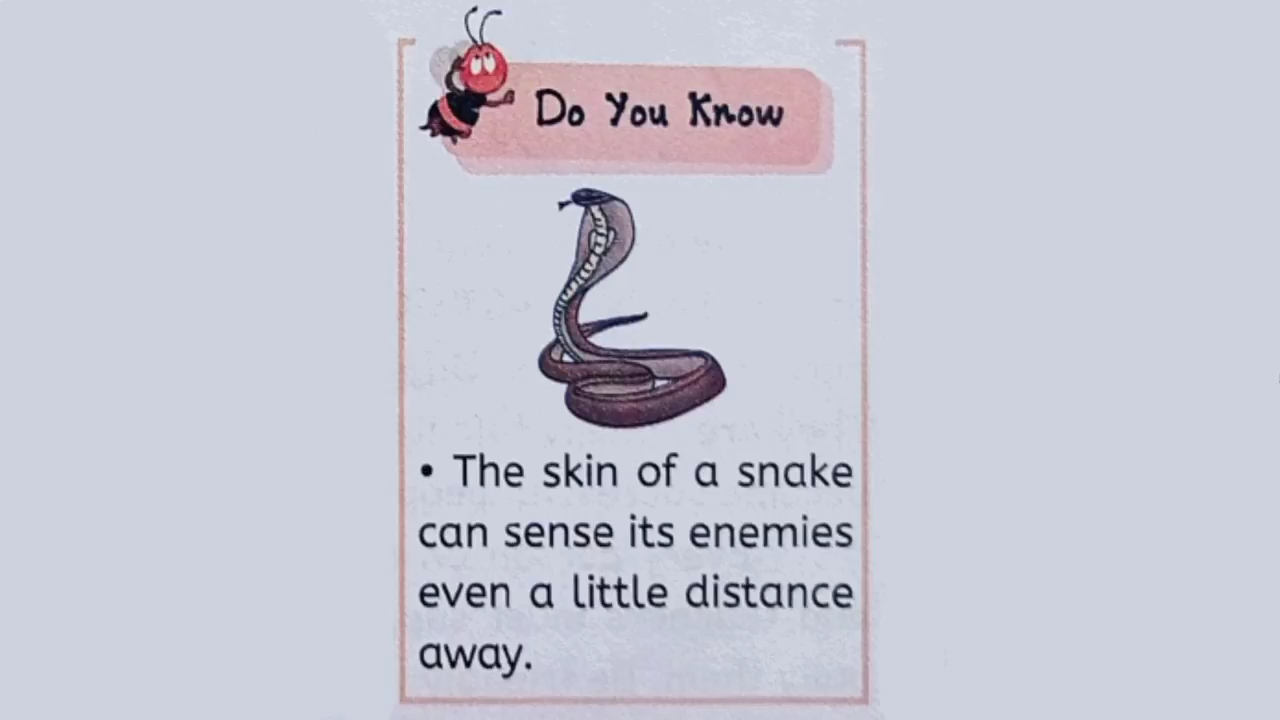 Do You Know
• The skin of a snake
can sense its enemies
even a little distance
away.